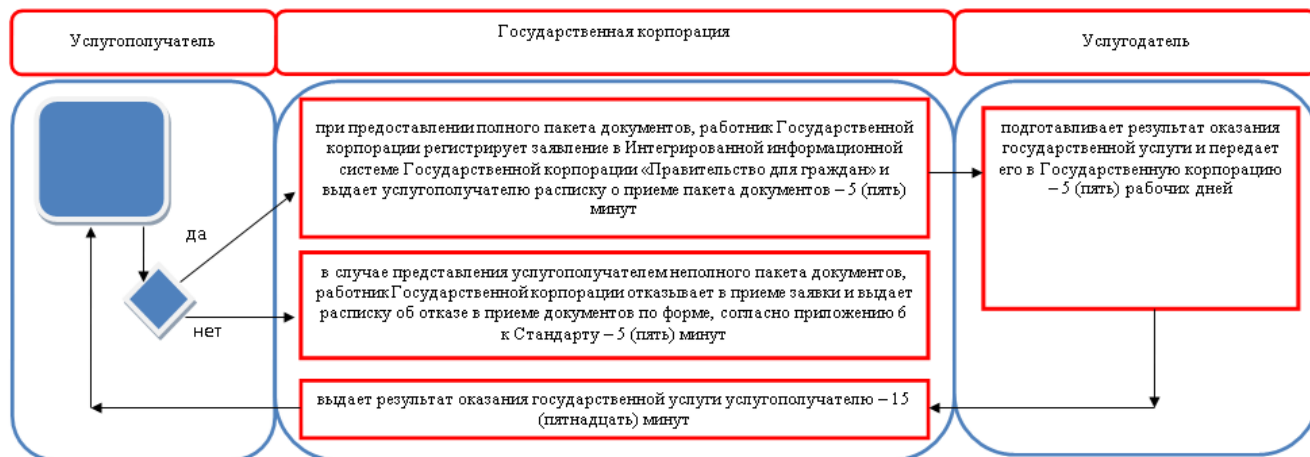 Услугополучатель
Государственная корпорация
Услугодатель
при предоставлении полного пакета документов, работник Государственной
корпорации регистрирует заявление в Интегрированной информационной
системе Государственной корпорации «Правительство для граждан» и
выдает услугополучателю расписку о приеме пакета документов – 5 (пять)
минут
подготавливает результат оказания
государственной услуги и передает
его в Государственную корпорацию
– 5 (пять) рабочих дней
да
в случае представления услугополучателем неполного пакета документов,
работник Государственной корпорации отказывает в приеме заявки и выдает
расписку об отказе в приеме документов по форме, согласно приложению 6
к Стандарту – 5 (пять) минут
нет
выдает результат оказания государственной услуги услугополучателю – 15
(пятнадцать) минут